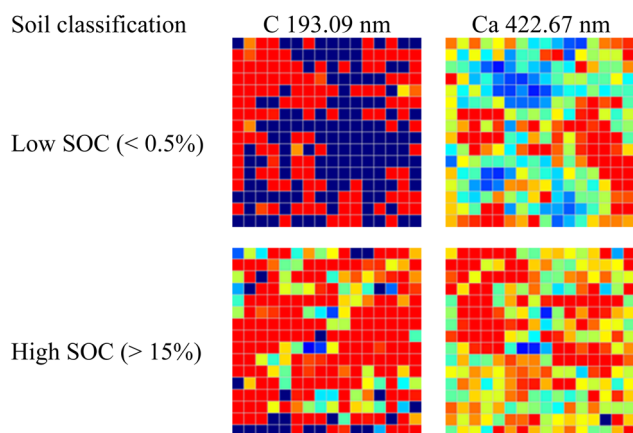 Soil classification C 193.09 nm Ca 422.67 nm
Low SOC (< 0.5%)
High SOC (> 15%)